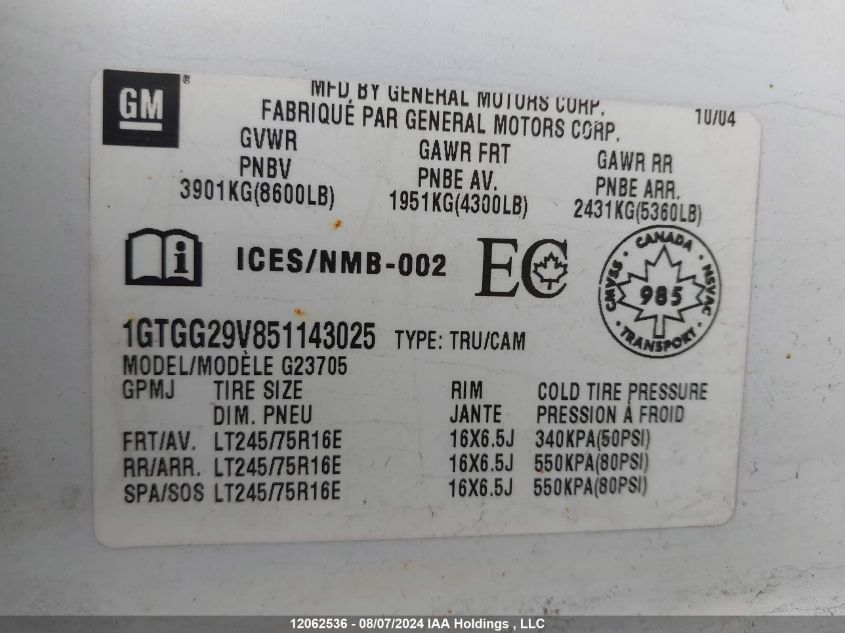 GM ®
MFD BY GENERAL MOTORS CORP.
FABRIQUÉ PAR GENERAL MOTORS CORP.
10/04
GVWR GAWR FRT GAWR RR
PNBV PNBE AV. PNBE ARR.
3901KG(8600LB) 1951KG(4300LB) 2431KG(5360LB)
i ICES/NMB-002 EC
CANADA
CMVSS 985 NSVAC
TRANSPORT
1GTGG29V851143025 TYPE: TRU/CAM
MODEL/MODÈLE G23705
GPMJ TIRE SIZE RIM COLD TIRE PRESSURE
DIM. PNEU JANTE PRESSION À FROID
FRT/AV. LT245/75R16E 16X6.5J 340KPA(50PSI)
RR/ARR. LT245/75R16E 16X6.5J 550KPA(80PSI)
SPA/SOS LT245/75R16E 16X6.5J 550KPA(80PSI)
12062536 - 08/07/2024 IAA Holdings , LLC